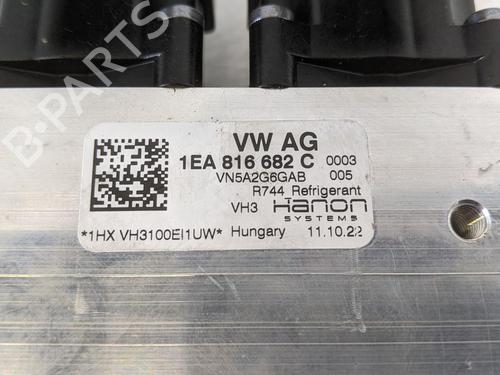 VW AG
1EA 816 682 C 0003
VN5A2G6GAB 005
R744 Refrigerant
VH3 Hanon
SYSTEMS
*1HX VH3100EI1UW* Hungary 11.10.22
B-PARTS